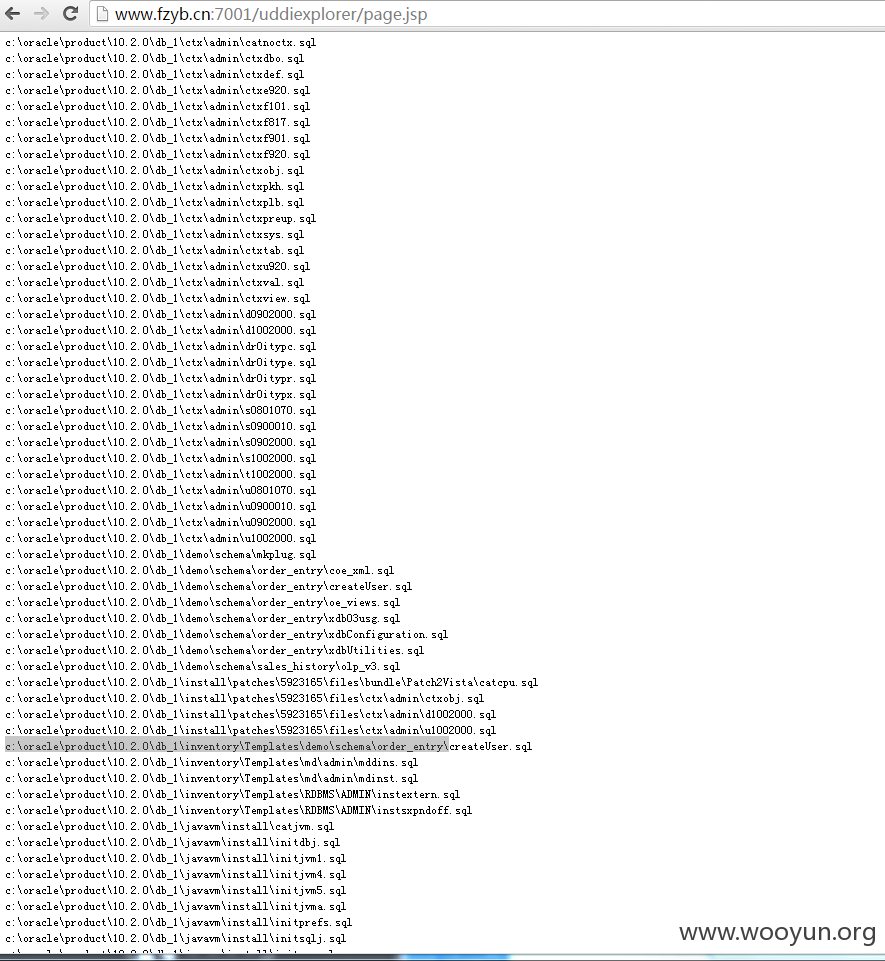 www.fzyb.cn:7001/uddiexplorer/page.jsp
c:\oracle\product\10.2.0\db_1\ctx\admin\catnoctx.sql
c:\oracle\product\10.2.0\db_1\ctx\admin\ctxdbo.sql
c:\oracle\product\10.2.0\db_1\ctx\admin\ctxdef.sql
c:\oracle\product\10.2.0\db_1\ctx\admin\ctxe920.sql
c:\oracle\product\10.2.0\db_1\ctx\admin\ctxf101.sql
c:\oracle\product\10.2.0\db_1\ctx\admin\ctxf817.sql
c:\oracle\product\10.2.0\db_1\ctx\admin\ctxf901.sql
c:\oracle\product\10.2.0\db_1\ctx\admin\ctxf920.sql
c:\oracle\product\10.2.0\db_1\ctx\admin\ctxobj.sql
c:\oracle\product\10.2.0\db_1\ctx\admin\ctxpkh.sql
c:\oracle\product\10.2.0\db_1\ctx\admin\ctxplb.sql
c:\oracle\product\10.2.0\db_1\ctx\admin\ctxpreup.sql
c:\oracle\product\10.2.0\db_1\ctx\admin\ctxsys.sql
c:\oracle\product\10.2.0\db_1\ctx\admin\ctxtab.sql
c:\oracle\product\10.2.0\db_1\ctx\admin\ctxu920.sql
c:\oracle\product\10.2.0\db_1\ctx\admin\ctxval.sql
c:\oracle\product\10.2.0\db_1\ctx\admin\ctxview.sql
c:\oracle\product\10.2.0\db_1\ctx\admin\d0902000.sql
c:\oracle\product\10.2.0\db_1\ctx\admin\d1002000.sql
c:\oracle\product\10.2.0\db_1\ctx\admin\dr0itypc.sql
c:\oracle\product\10.2.0\db_1\ctx\admin\dr0itype.sql
c:\oracle\product\10.2.0\db_1\ctx\admin\dr0itypr.sql
c:\oracle\product\10.2.0\db_1\ctx\admin\dr0itypx.sql
c:\oracle\product\10.2.0\db_1\ctx\admin\s0801070.sql
c:\oracle\product\10.2.0\db_1\ctx\admin\s0900010.sql
c:\oracle\product\10.2.0\db_1\ctx\admin\s0902000.sql
c:\oracle\product\10.2.0\db_1\ctx\admin\s1002000.sql
c:\oracle\product\10.2.0\db_1\ctx\admin\t1002000.sql
c:\oracle\product\10.2.0\db_1\ctx\admin\u0801070.sql
c:\oracle\product\10.2.0\db_1\ctx\admin\u0900010.sql
c:\oracle\product\10.2.0\db_1\ctx\admin\u0902000.sql
c:\oracle\product\10.2.0\db_1\ctx\admin\u1002000.sql
c:\oracle\product\10.2.0\db_1\demo\schema\mkplug.sql
c:\oracle\product\10.2.0\db_1\demo\schema\order_entry\coe_xml.sql
c:\oracle\product\10.2.0\db_1\demo\schema\order_entry\createUser.sql
c:\oracle\product\10.2.0\db_1\demo\schema\order_entry\oe_views.sql
c:\oracle\product\10.2.0\db_1\demo\schema\order_entry\xdb03usg.sql
c:\oracle\product\10.2.0\db_1\demo\schema\order_entry\xdbConfiguration.sql
c:\oracle\product\10.2.0\db_1\demo\schema\order_entry\xdbUtilities.sql
c:\oracle\product\10.2.0\db_1\demo\schema\sales_history\olp_v3.sql
c:\oracle\product\10.2.0\db_1\install\patches\5923165\files\bundle\Patch2Vista\catcpu.sql
c:\oracle\product\10.2.0\db_1\install\patches\5923165\files\ctx\admin\ctxobj.sql
c:\oracle\product\10.2.0\db_1\install\patches\5923165\files\ctx\admin\d1002000.sql
c:\oracle\product\10.2.0\db_1\install\patches\5923165\files\ctx\admin\u1002000.sql
c:\oracle\product\10.2.0\db_1\inventory\Templates\demo\schema\order_entry\createUser.sql
c:\oracle\product\10.2.0\db_1\inventory\Templates\md\admin\mddins.sql
c:\oracle\product\10.2.0\db_1\inventory\Templates\md\admin\mdinst.sql
c:\oracle\product\10.2.0\db_1\inventory\Templates\RDBMS\ADMIN\instextern.sql
c:\oracle\product\10.2.0\db_1\inventory\Templates\RDBMS\ADMIN\instsxpndoff.sql
c:\oracle\product\10.2.0\db_1\javavm\install\catjvm.sql
c:\oracle\product\10.2.0\db_1\javavm\install\initdbj.sql
c:\oracle\product\10.2.0\db_1\javavm\install\initjvm1.sql
c:\oracle\product\10.2.0\db_1\javavm\install\initjvm4.sql
c:\oracle\product\10.2.0\db_1\javavm\install\initjvm5.sql
c:\oracle\product\10.2.0\db_1\javavm\install\initjvma.sql
c:\oracle\product\10.2.0\db_1\javavm\install\initprefs.sql
c:\oracle\product\10.2.0\db_1\javavm\install\initsqlj.sql
www.wooyun.org